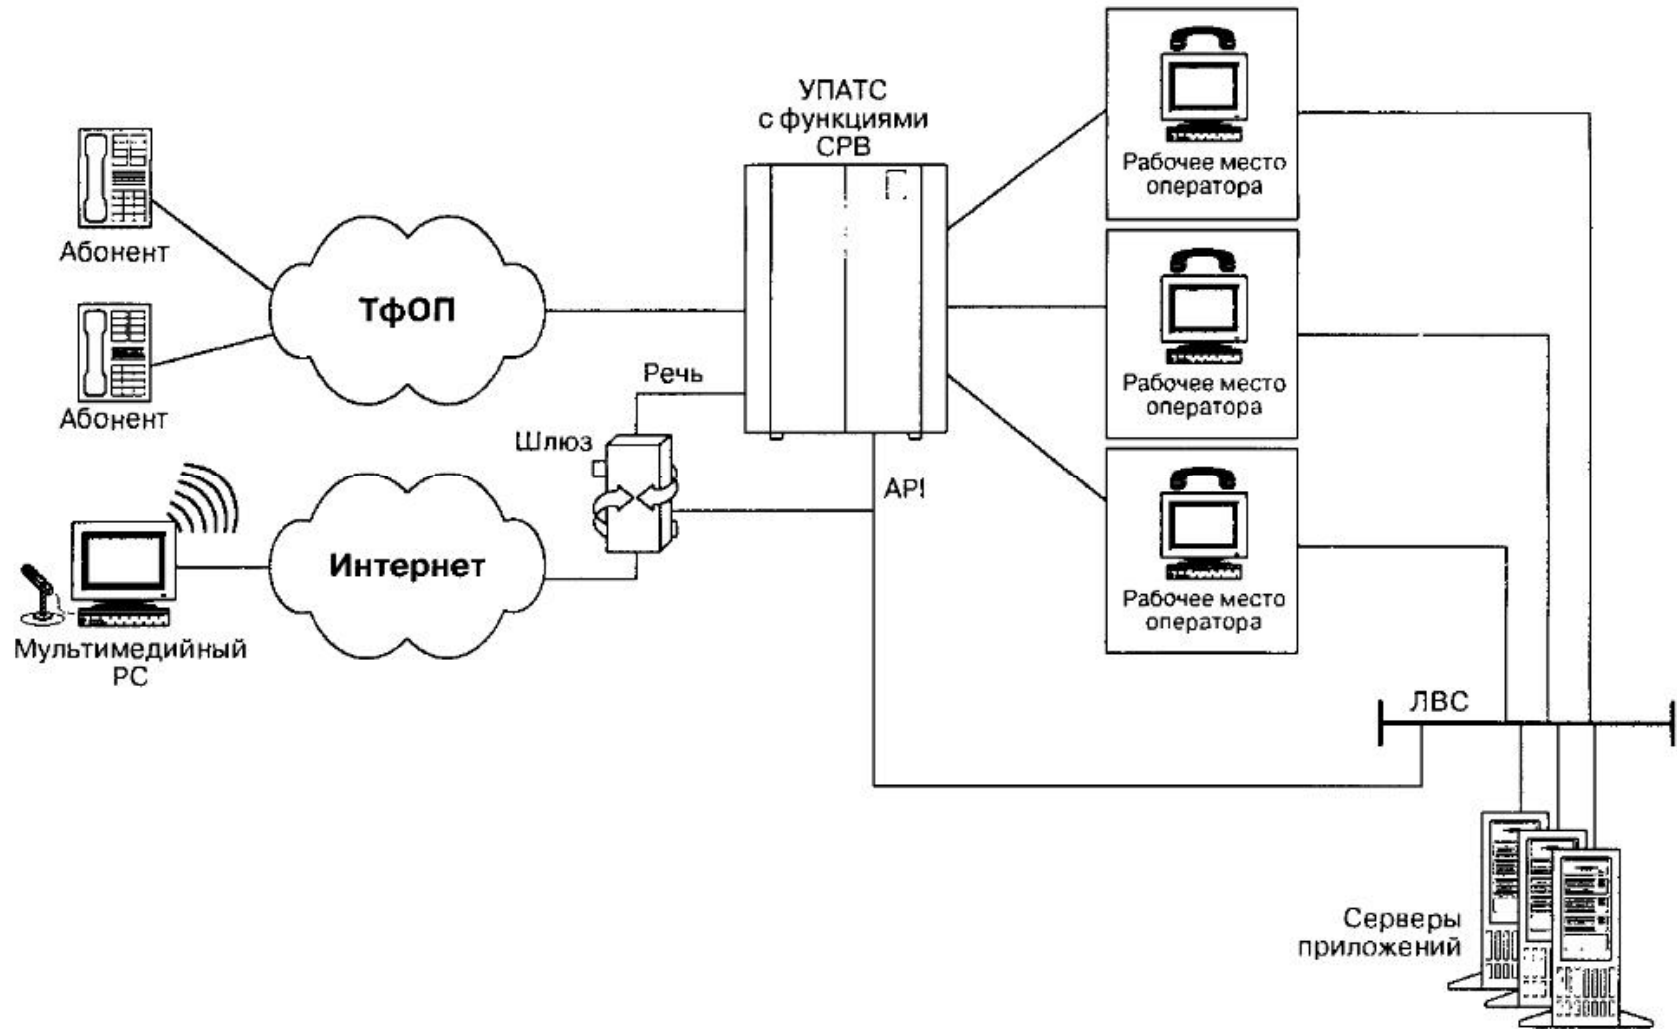 УПАТС
с функциями
СРВ
Абонент
Абонент
ТфОП
Речь
Шлюз
API
Интернет
Мультимедийный
PC
Рабочее место
оператора
Рабочее место
оператора
Рабочее место
оператора
ЛВС
Серверы
приложений